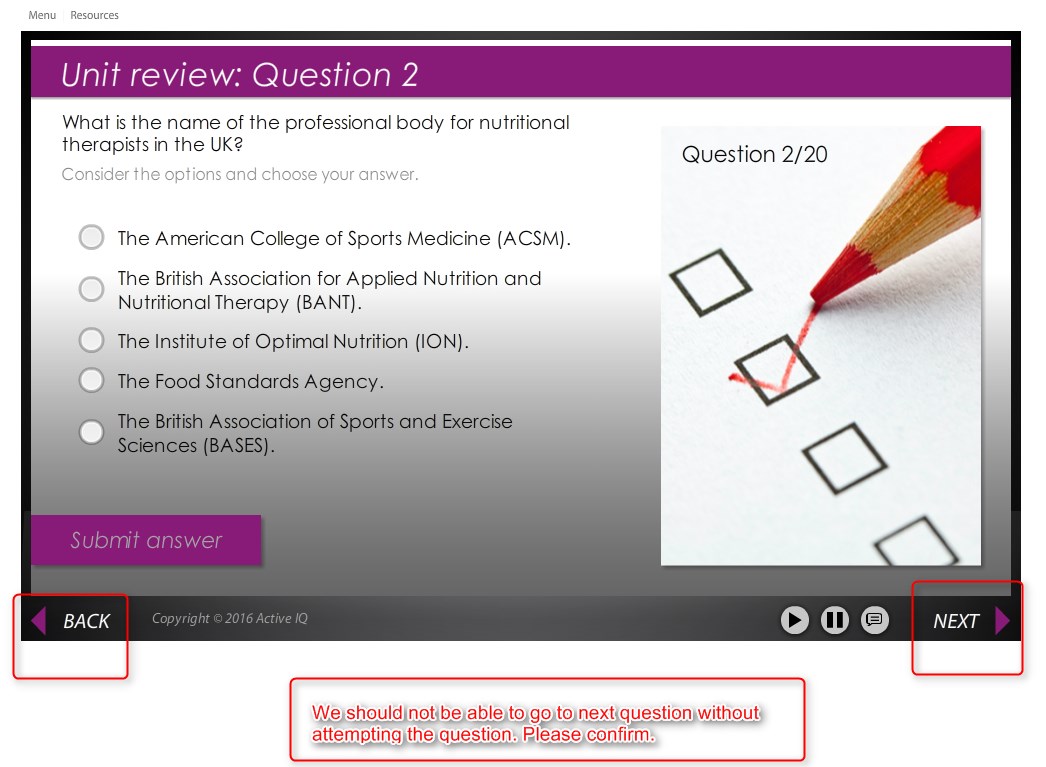 Menu Resources
Unit review: Question 2
What is the name of the professional body for nutritional
therapists in the UK?
Consider the options and choose your answer.
Question 2/20
The American College of Sports Medicine (ACSM).
The British Association for Applied Nutrition and
Nutritional Therapy (BANT).
The Institute of Optimal Nutrition (ION).
The Food Standards Agency.
The British Association of Sports and Exercise
Sciences (BASES).
Submit answer
BACK Copyright © 2016 Active IQ NEXT
We should not be able to go to next question without
attempting the question. Please confirm.